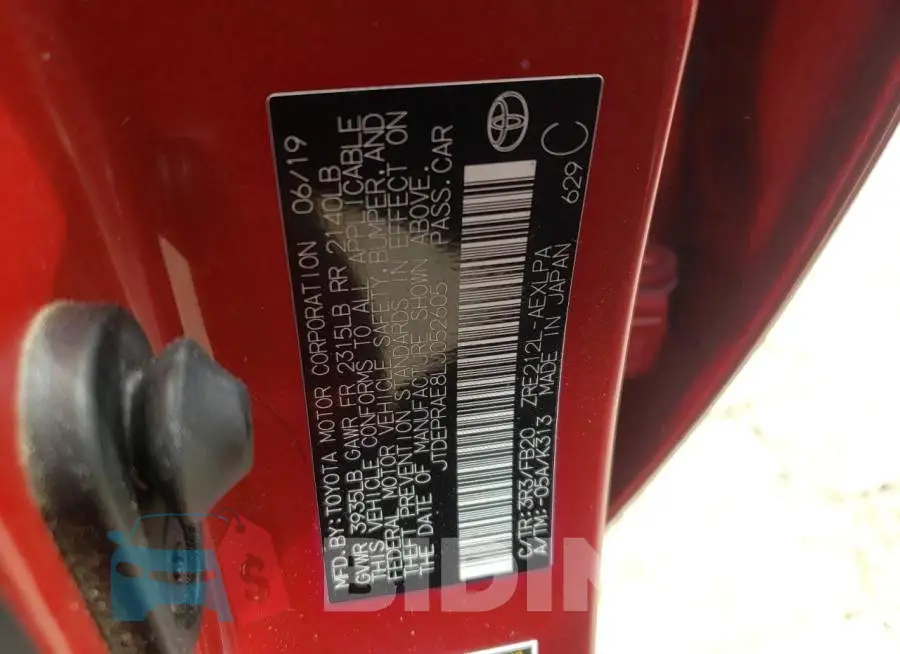 MFD.BY:TOYOTA MOTOR CORPORATION 06/19
GVWR 3935LB GAWR FR 2315LB RR 2140LB
THIS VEHICLE CONFORMS TO ALL APPLICABLE
FEDERAL MOTOR VEHICLE SAFETY,BUMPER,AND
THEFT PREVENTION STANDARDS IN EFFECT ON
THE DATE OF MANUFACTURE SHOWN ABOVE.
JTDEPRAE8LJ052605 PASS.CAR
C/TR:3R3/FB20 ZRE212L-AEXLPA 629 C
A/TM:-05A/K313 MADE IN JAPAN
$
BIDIN